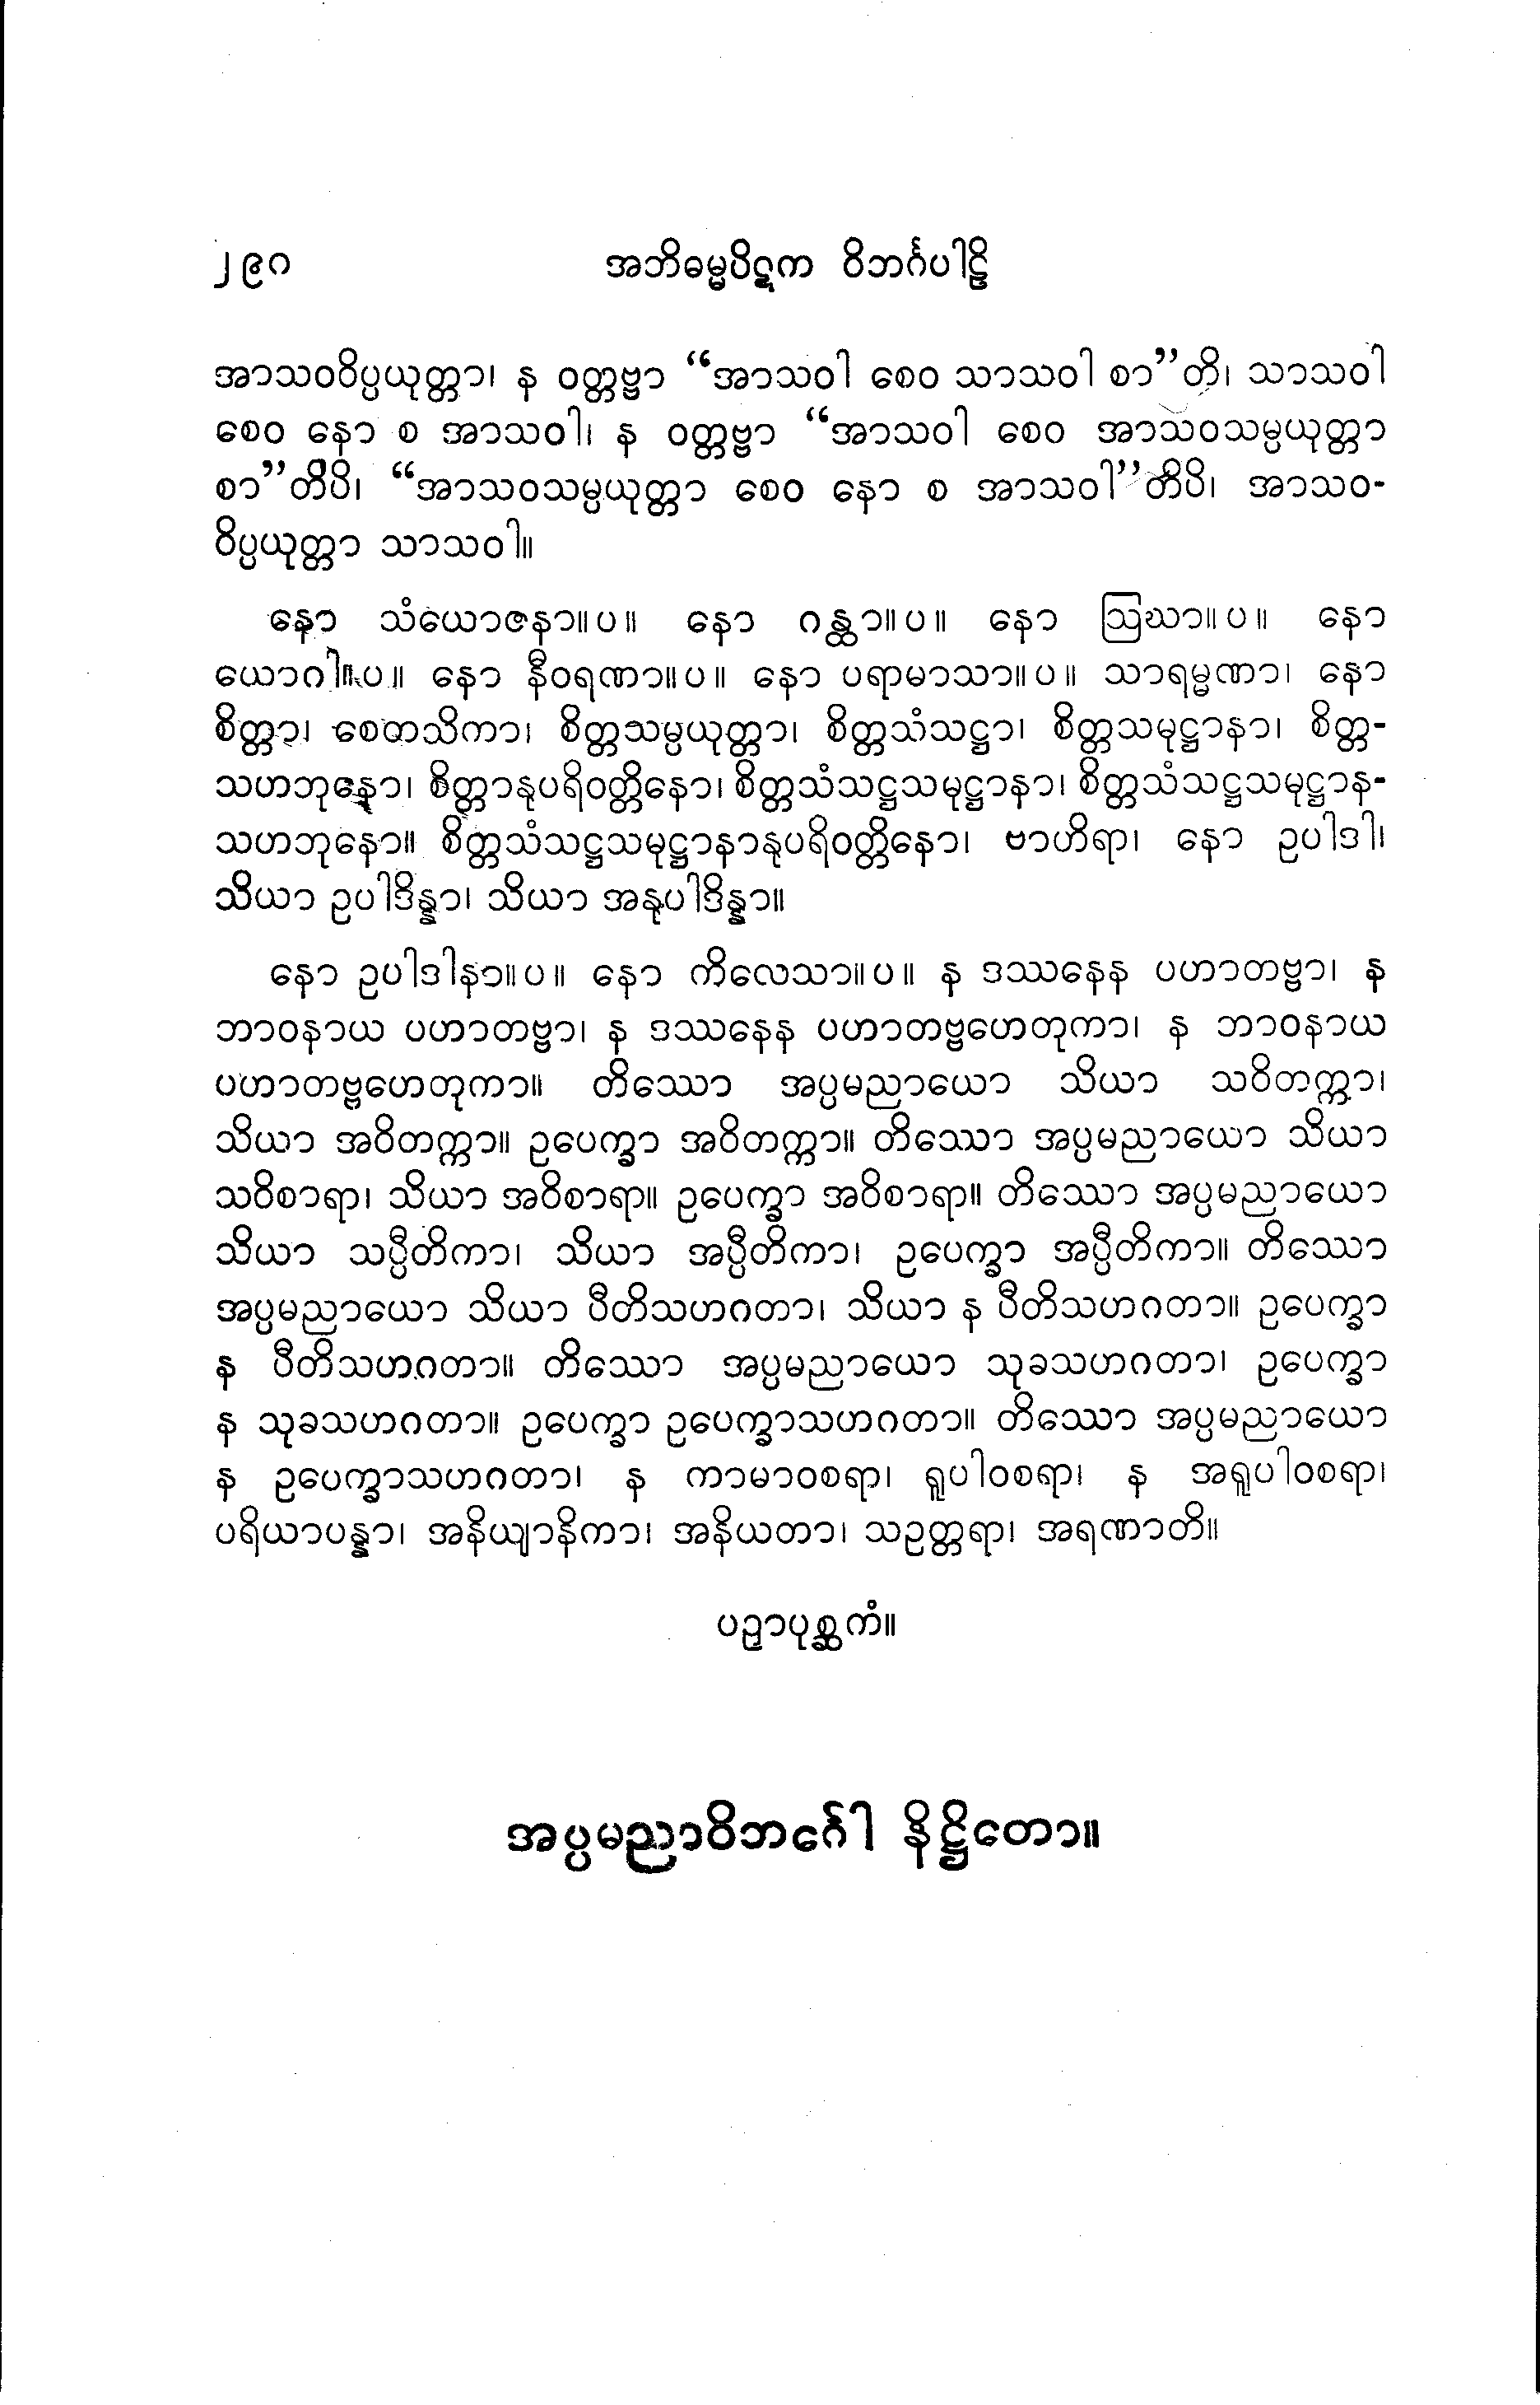 ၂၉၀ အဘိဓမ္မပိဋက ဝိဘင်္ဂပါဠိ
အာသဝဝိပ္ပယုတ္တာ၊ န ဝတ္တဗ္ဗာ “အာသဝါ စေဝ သာသဝါ စာ”တိ၊ သာသဝါ
စေဝ နော စ အာသဝါ၊ န ဝတ္တဗ္ဗာ “အာသဝါ စေဝ အာသဝသမ္ပယုတ္တာ
စာ”တိပိ၊ “အာသဝသမ္ပယုတ္တာ စေဝ နော စ အာသဝါ”တိပိ၊ အာသဝ-
ဝိပ္ပယုတ္တာ သာသဝါ။
နော သံယောဇနာ။ပ။ နော ဂန္ထာ။ပ။ နော ဩဃာ။ပ။ နော
ယောဂါ။ပ။ နော နီဝရဏာ။ပ။ နော ပရာမာသာ။ပ။ သာရမ္မဏာ၊ နော
စိတ္တာ၊ စေတသိကာ၊ စိတ္တသမ္ပယုတ္တာ၊ စိတ္တသံသဋ္ဌာ၊ စိတ္တသမုဋ္ဌာနာ၊ စိတ္တ-
သဟဘုနော၊ စိတ္တာနုပရိဝတ္တိနော၊ စိတ္တသံသဋ္ဌသမုဋ္ဌာနာ၊ စိတ္တသံသဋ္ဌသမုဋ္ဌာန-
သဟဘုနော။ စိတ္တသံသဋ္ဌသမုဋ္ဌာနာနုပရိဝတ္တိနော၊ ဗာဟိရာ၊ နော ဥပါဒါ၊
သိယာ ဥပါဒိန္နာ၊ သိယာ အနုပါဒိန္နာ။
နော ဥပါဒါနာ။ပ။ နော ကိလေသာ။ပ။ န ဒဿနေန ပဟာတဗ္ဗာ၊ န
ဘာဝနာယ ပဟာတဗ္ဗာ၊ န ဒဿနေန ပဟာတဗ္ဗဟေတုကာ၊ န ဘာဝနာယ
ပဟာတဗ္ဗဟေတုကာ။ တိဿော အပ္ပမညာယော သိယာ သဝိတက္ကာ၊
သိယာ အဝိတက္ကာ။ ဥပေက္ခာ အဝိတက္ကာ။ တိဿော အပ္ပမညာယော သိယာ
သဝိစာရာ၊ သိယာ အဝိစာရာ။ ဥပေက္ခာ အဝိစာရာ။ တိဿော အပ္ပမညာယော
သိယာ သပ္ပီတိကာ၊ သိယာ အပ္ပီတိကာ၊ ဥပေက္ခာ အပ္ပီတိကာ။ တိဿော
အပ္ပမညာယော သိယာ ပီတိသဟဂတာ၊ သိယာ န ပီတိသဟဂတာ။ ဥပေက္ခာ
န ပီတိသဟဂတာ။ တိဿော အပ္ပမညာယော သုခသဟဂတာ၊ ဥပေက္ခာ
န သုခသဟဂတာ။ ဥပေက္ခာ ဥပေက္ခာသဟဂတာ။ တိဿော အပ္ပမညာယော
န ဥပေက္ခာသဟဂတာ၊ န ကာမာဝစရာ၊ ရူပါဝစရာ၊ န အရူပါဝစရာ၊
ပရိယာပန္နာ၊ အနိယျာနိကာ၊ အနိယတာ၊ သဥတ္တရာ၊ အရဏာတိ။
ပဉှာပုစ္ဆကံ။
အပ္ပမညာဝိဘင်္ဂေါ နိဋ္ဌိတော။